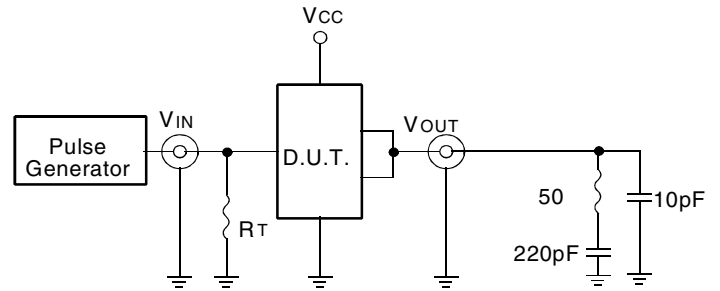 VCC
VIN
Pulse
Generator
D.U.T.
VOUT
RT
50
10pF
220pF